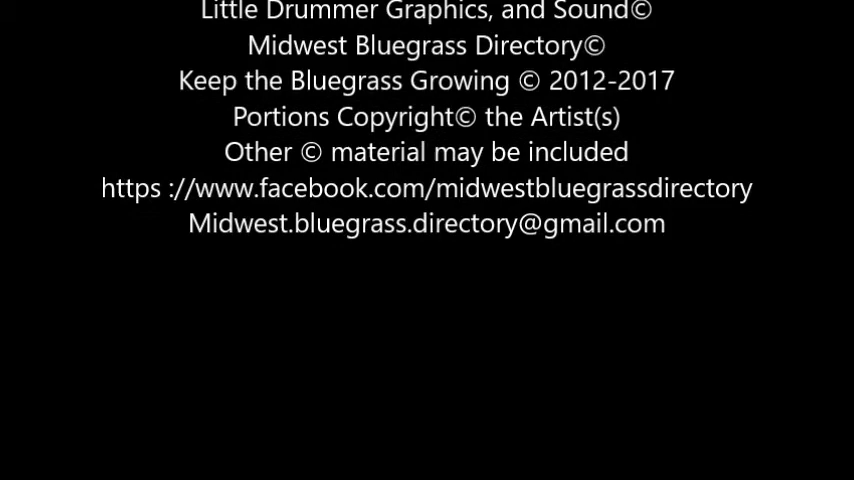 Little Drummer Graphics, and Sound©
Midwest Bluegrass Directory©
Keep the Bluegrass Growing © 2012-2017
Portions Copyright© the Artist(s)
Other © material may be included
https ://www.facebook.com/midwestbluegrassdirectory
Midwest.bluegrass.directory@gmail.com